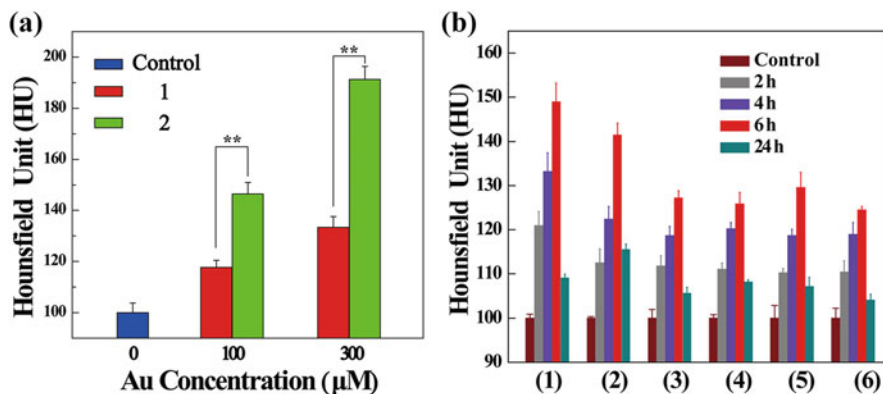 (a)
Hounsfield Unit (HU)
200
180
160
140
120
100
Control
1
2
**
**
0
100
300
Au Concentration (μM)
(b)
Hounsfield Unit (HU)
160
150
140
130
120
110
100
90
Control
2 h
4 h
6 h
24 h
(1)
(2)
(3)
(4)
(5)
(6)